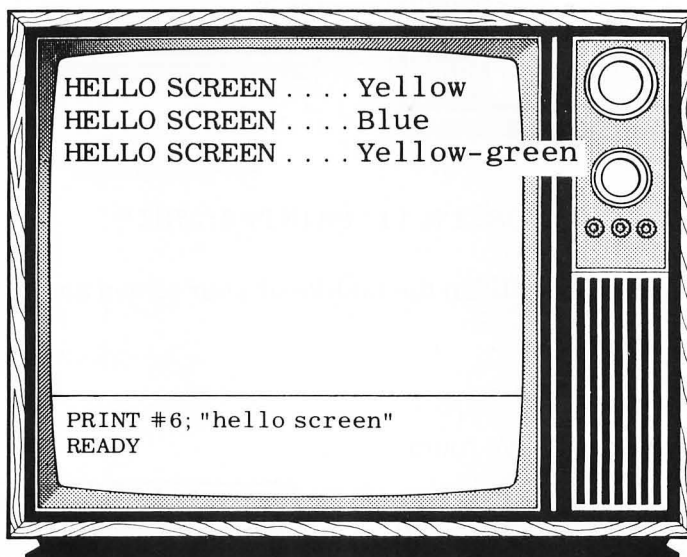 HELLO SCREEN . . . . Yellow
HELLO SCREEN . . . . Blue
HELLO SCREEN . . . . Yellow-green
PRINT #6; "hello screen"
READY